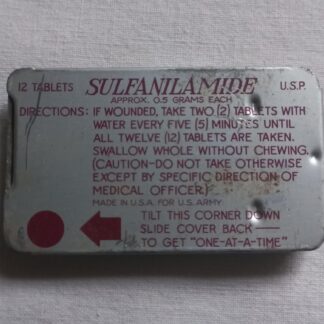 12 TABLETS SULFANILAMIDE U.S.P.
APPROX. 0.5 GRAMS EACH
DIRECTIONS: IF WOUNDED, TAKE TWO (2) TABLETS WITH
WATER EVERY FIVE (5) MINUTES UNTIL
ALL TWELVE (12) TABLETS ARE TAKEN.
SWALLOW WHOLE WITHOUT CHEWING.
(CAUTION-DO NOT TAKE OTHERWISE
EXCEPT BY SPECIFIC DIRECTION OF
MEDICAL OFFICER.)
MADE IN U.S.A. FOR U.S. ARMY
TILT THIS CORNER DOWN
SLIDE COVER BACK
TO GET "ONE-AT-A-TIME"